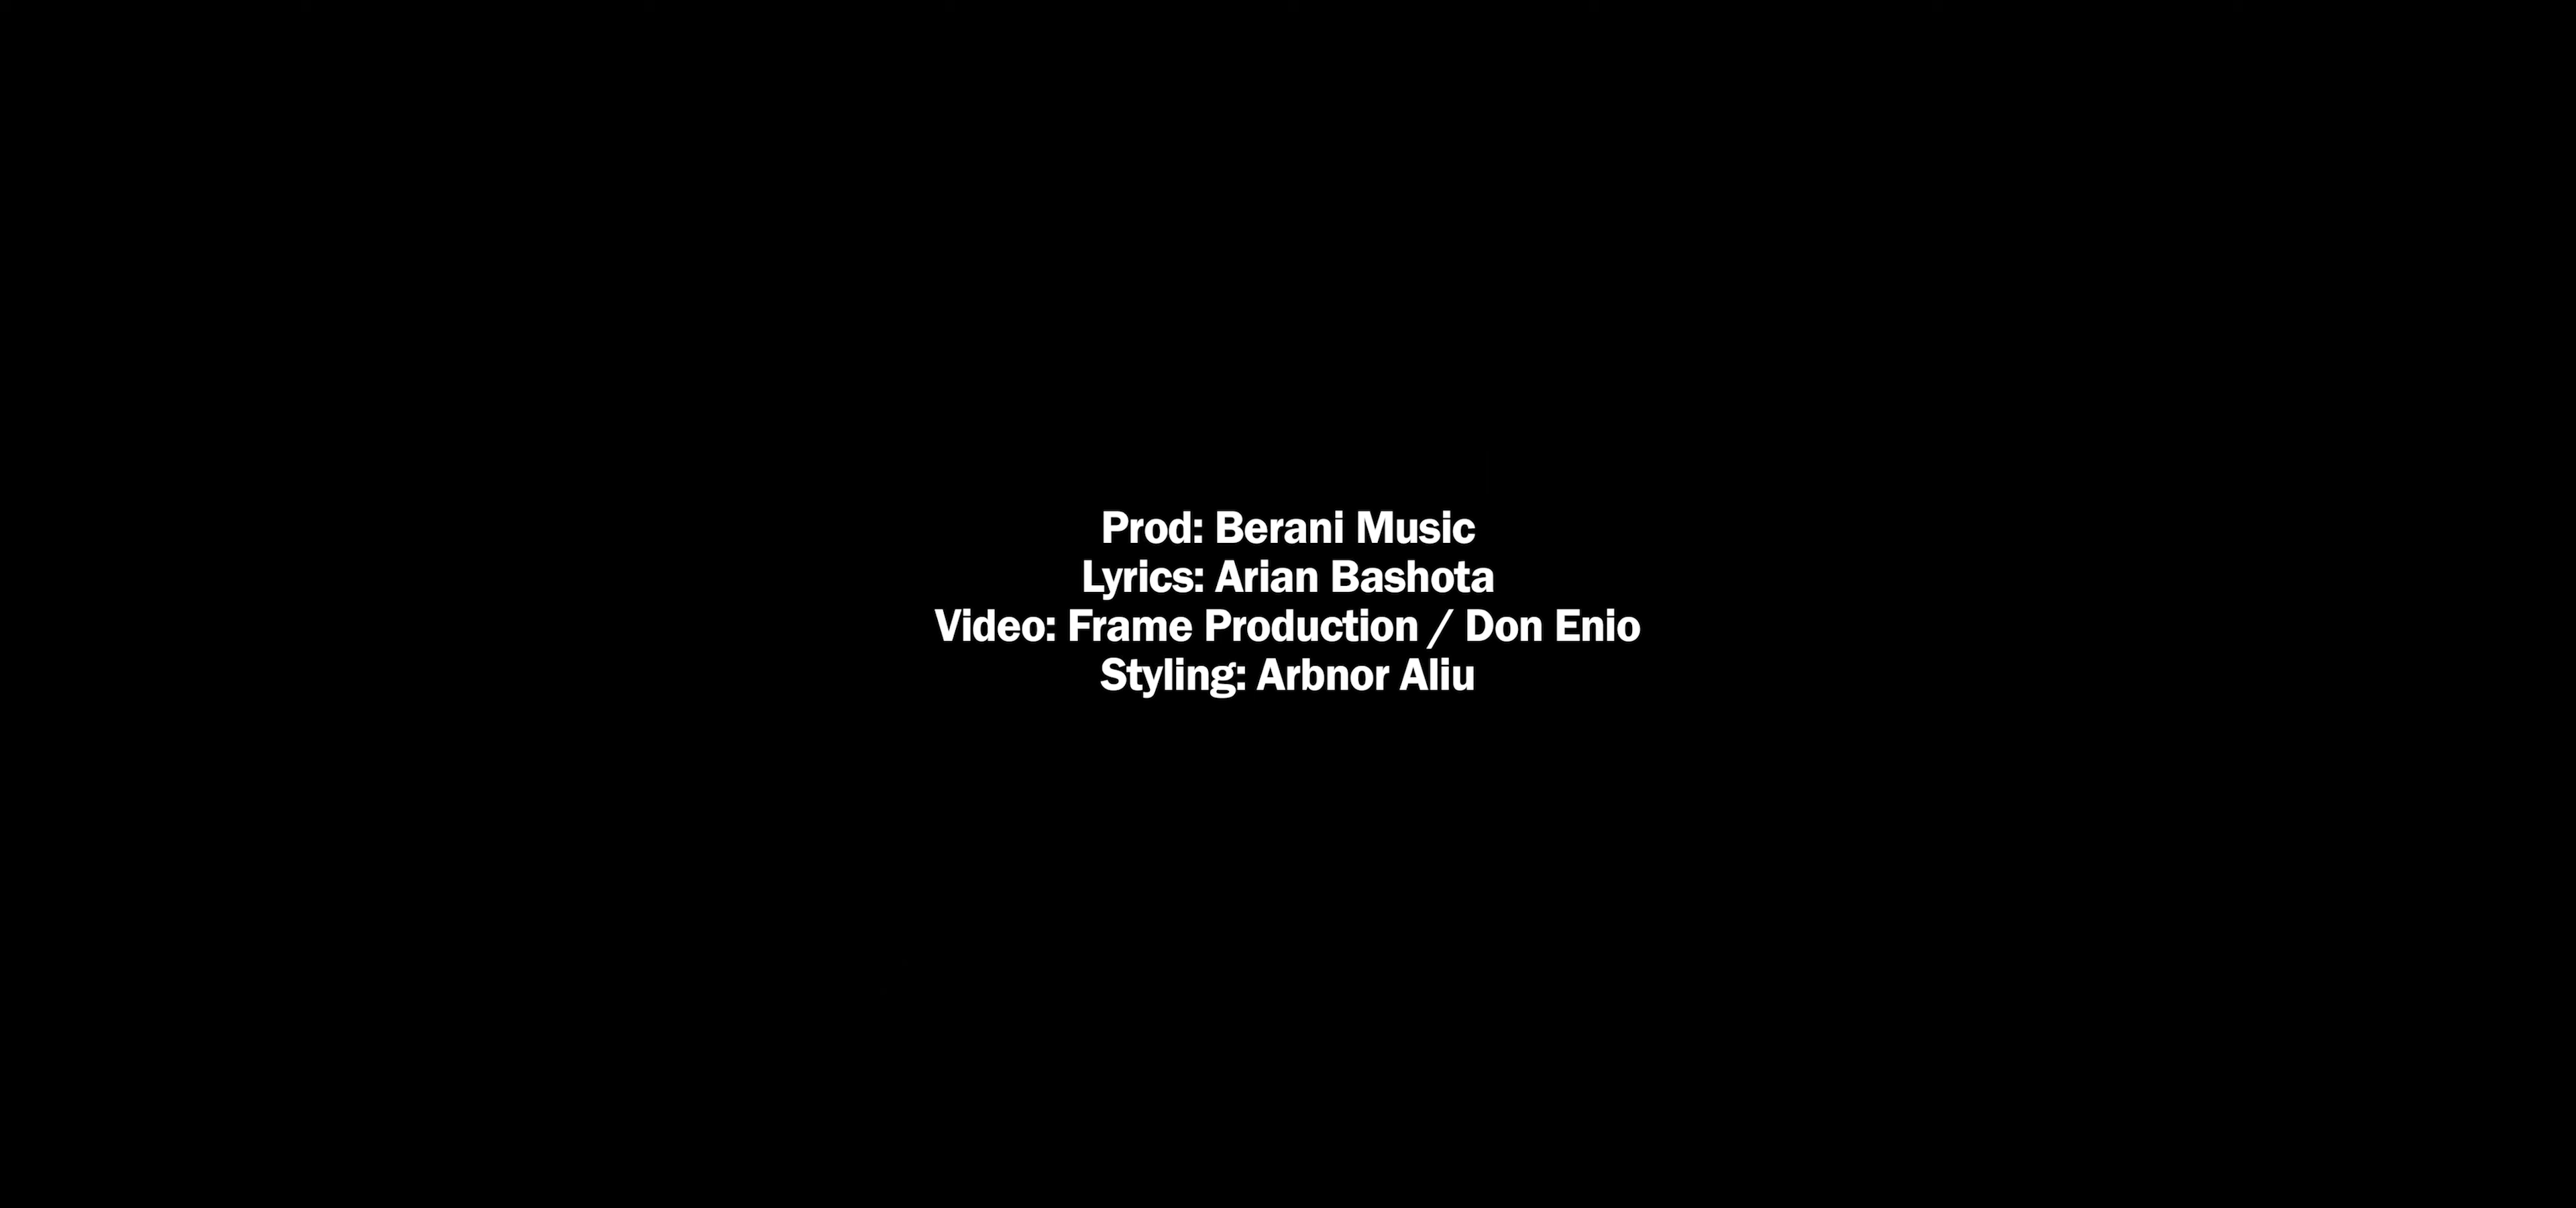 Prod: Berani Music
Lyrics: Arian Bashota
Video: Frame Production / Don Enio
Styling: Arbnor Aliu